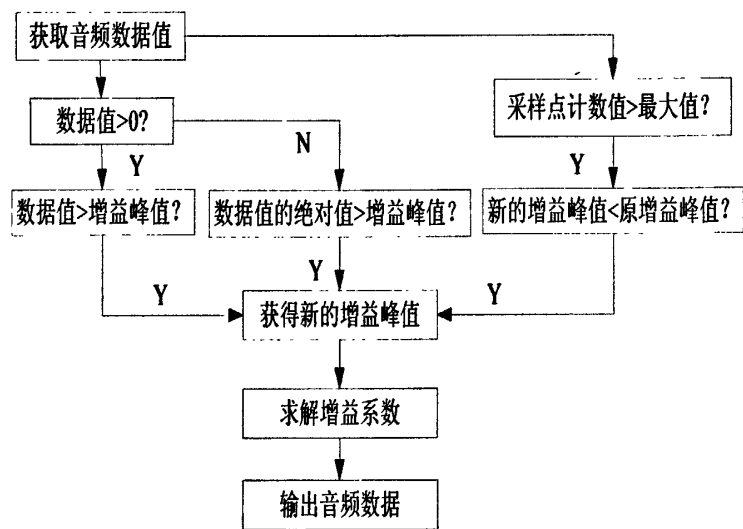 获取音频数据值
数据值>0?
采样点计数值>最大值?
N
Y
Y
数据值>增益峰值?
数据值的绝对值>增益峰值?
新的增益峰值<原增益峰值?
Y
Y
Y
获得新的增益峰值
求解增益系数
输出音频数据